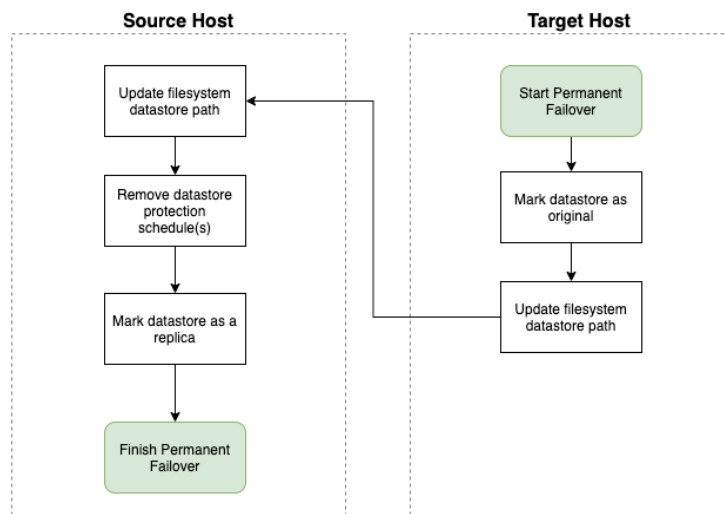 Source Host
Update filesystem
datastore path
Remove datastore
protection
schedule(s)
Mark datastore as a
replica
Finish Permanent
Failover
Target Host
Start Permanent
Failover
Mark datastore as
original
Update filesystem
datastore path